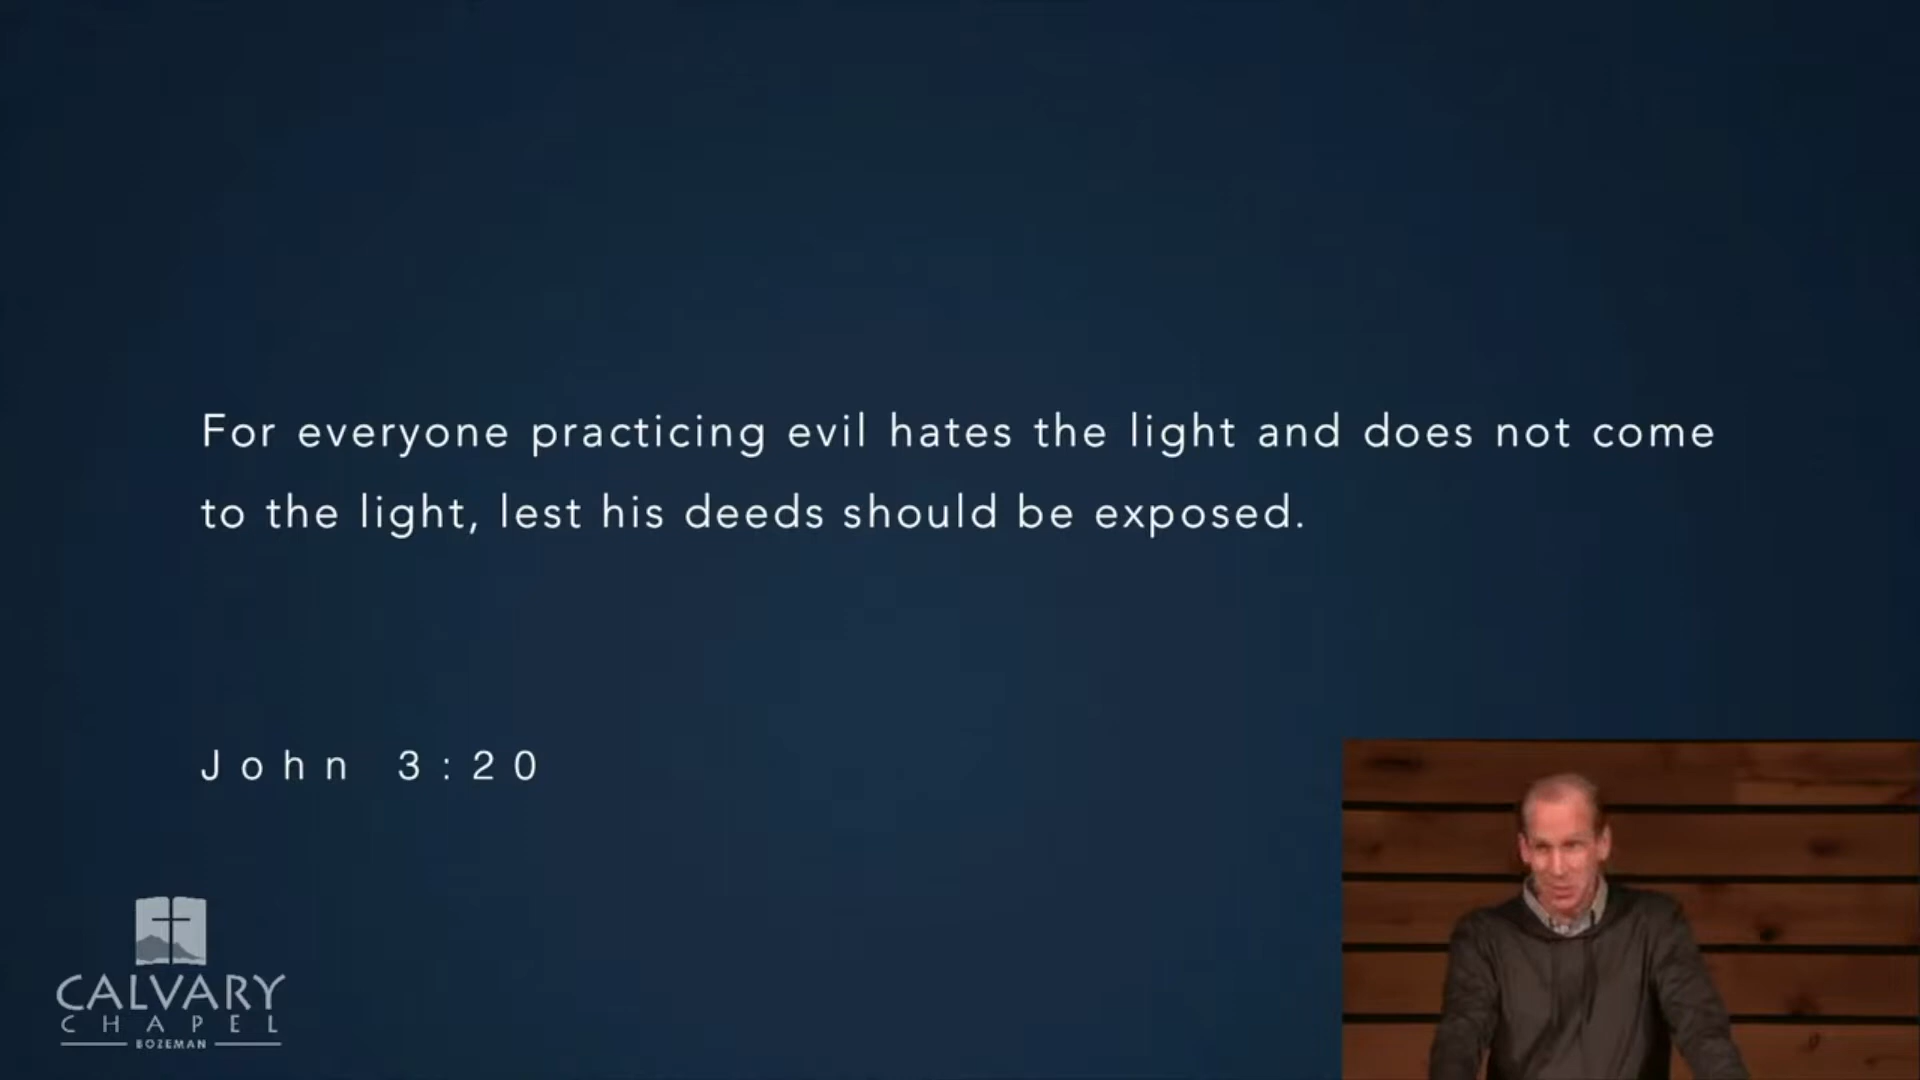 For everyone practicing evil hates the light and does not come
to the light, lest his deeds should be exposed.
John 3:20
CALVARY
CHAPEL
BOZEMAN